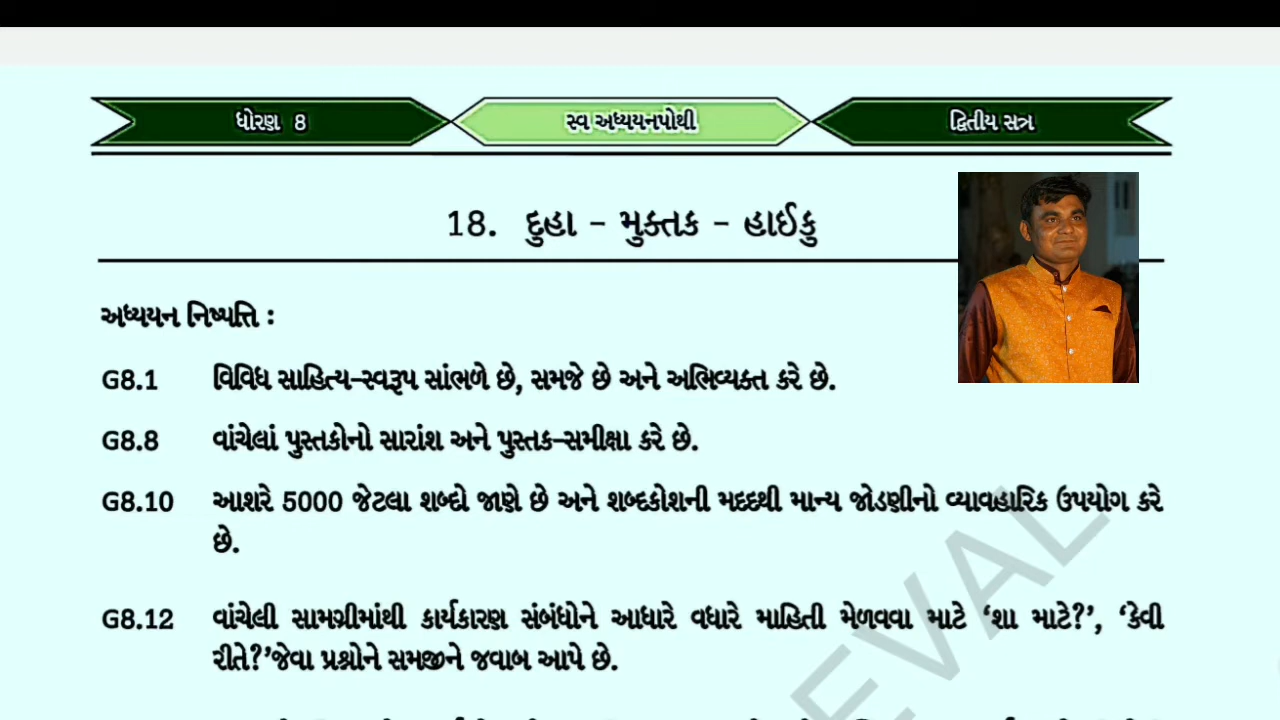 ધોરણ 8
સ્વ અધ્યયનપોથી
દ્વિતીય સત્ર
18. દુહા – મુક્તક – હાઈકુ
અધ્યયન નિષ્પત્તિ :
G8.1 વિવિધ સાહિત્ય-સ્વરૂપ સાંભળે છે, સમજે છે અને અભિવ્યક્ત કરે છે.
G8.8 વાંચેલાં પુસ્તકોનો સારાંશ અને પુસ્તક-સમીક્ષા કરે છે.
G8.10 આશરે 5000 જેટલા શબ્દો જાણે છે અને શબ્દકોશની મદદથી માન્ય જોડણીનો વ્યાવહારિક ઉપયોગ કરે
છે.
G8.12 વાંચેલી સામગ્રીમાંથી કાર્યકારણ સંબંધોને આધારે વધારે માહિતી મેળવવા માટે ‘શા માટે?’, ‘કેવી
રીતે?’જેવા પ્રશ્નોને સમજીને જવાબ આપે છે.